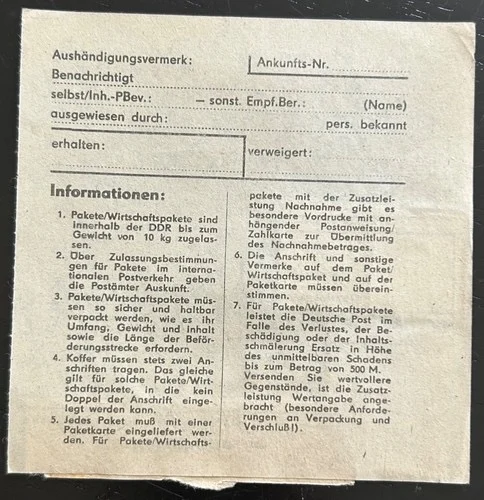 Aushändigungsvermerk:
Ankunfts-Nr.
Benachrichtigt
selbst/Inh.-PBev.: — sonst. Empf.Ber.: (Name)
ausgewiesen durch: pers. bekannt
erhalten:
verweigert:
Informationen:
1. Pakete/Wirtschaftspakete sind
innerhalb der DDR bis zum
Gewicht von 10 kg zugelas-
sen.
2. Über Zulassungsbestimmun-
gen für Pakete im interna-
tionalen Postverkehr geben
die Postämter Auskunft.
3. Pakete/Wirtschaftspakete müs-
sen so sicher und haltbar
verpackt werden, wie es ihr
Umfang, Gewicht und Inhalt
sowie die Länge der Beför-
derungsstrecke erfordern.
4. Koffer müssen stets zwei An-
schriften tragen. Das gleiche
gilt für solche Pakete/Wirt-
schaftspakete, in die kein
Doppel der Anschrift einge-
legt werden kann.
5. Jedes Paket muß mit einer
Paketkarte eingeliefert wer-
den. Für Pakete/Wirtschafts-
pakete mit der Zusatzlei-
stung Nachnahme gibt es
besondere Vordrucke mit an-
hängender Postanweisung/
Zahlkarte zur Übermittlung
des Nachnahmebetrages.
6. Die Anschrift und sonstige
Vermerke auf dem Paket/
Wirtschaftspaket und auf der
Paketkarte müssen überein-
stimmen.
7. Für Pakete/Wirtschaftspakete
leistet die Deutsche Post im
Falle des Verlustes, der Be-
schädigung oder der Inhalts-
schmälerung Ersatz in Höhe
des unmittelbaren Schadens
bis zum Betrag von 500 M.
Versenden Sie wertvollere
Gegenstände, ist die Zusatz-
leistung Wertangabe ange-
bracht (besondere Anforde-
rungen an Verpackung und
Verschluß!).